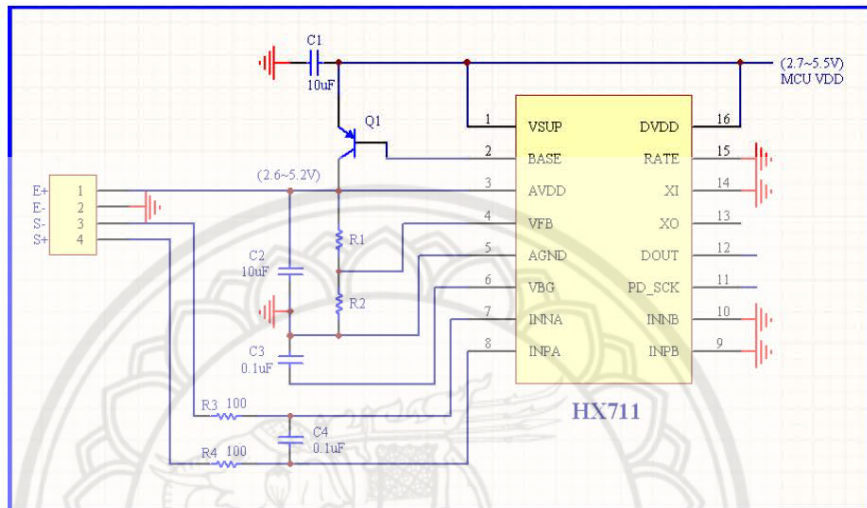 C1
10uF
(2.7~5.5V)
MCU VDD
Q1
1 VSUP DVDD 16
2 BASE RATE 15
(2.6~5.2V)
3 AVDD XI 14
4 VFB XO 13
5 AGND DOUT 12
6 VBG PD_SCK 11
7 INNA INNB 10
8 INPA INPB 9
HX711
E+ 1
E- 2
S- 3
S+ 4
R1
C2
10uF
R2
C3
0.1uF
R3 100
C4
0.1uF
R4 100